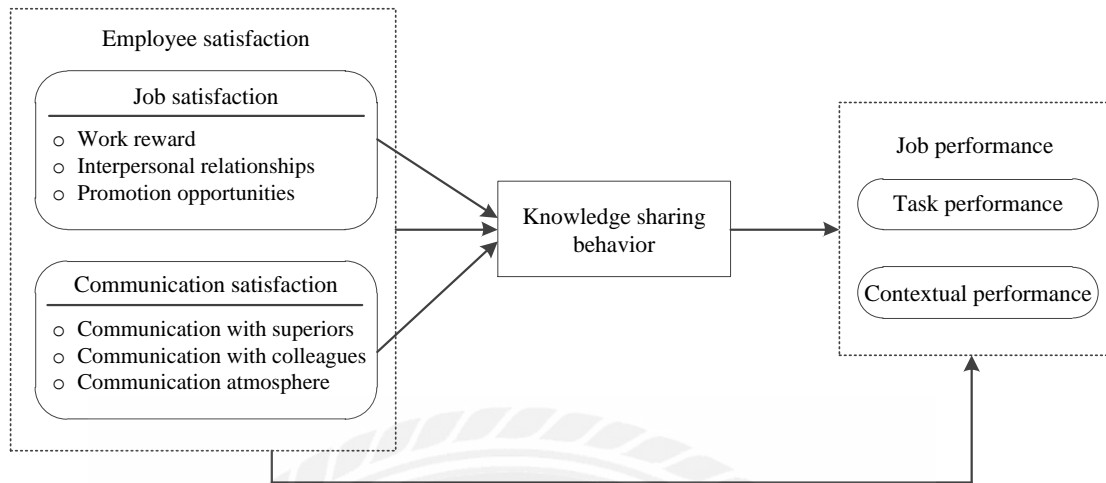 Employee satisfaction
Job satisfaction
Work reward
Interpersonal relationships
Promotion opportunities
Communication satisfaction
Communication with superiors
Communication with colleagues
Communication atmosphere
Knowledge sharing
behavior
Job performance
Task performance
Contextual performance